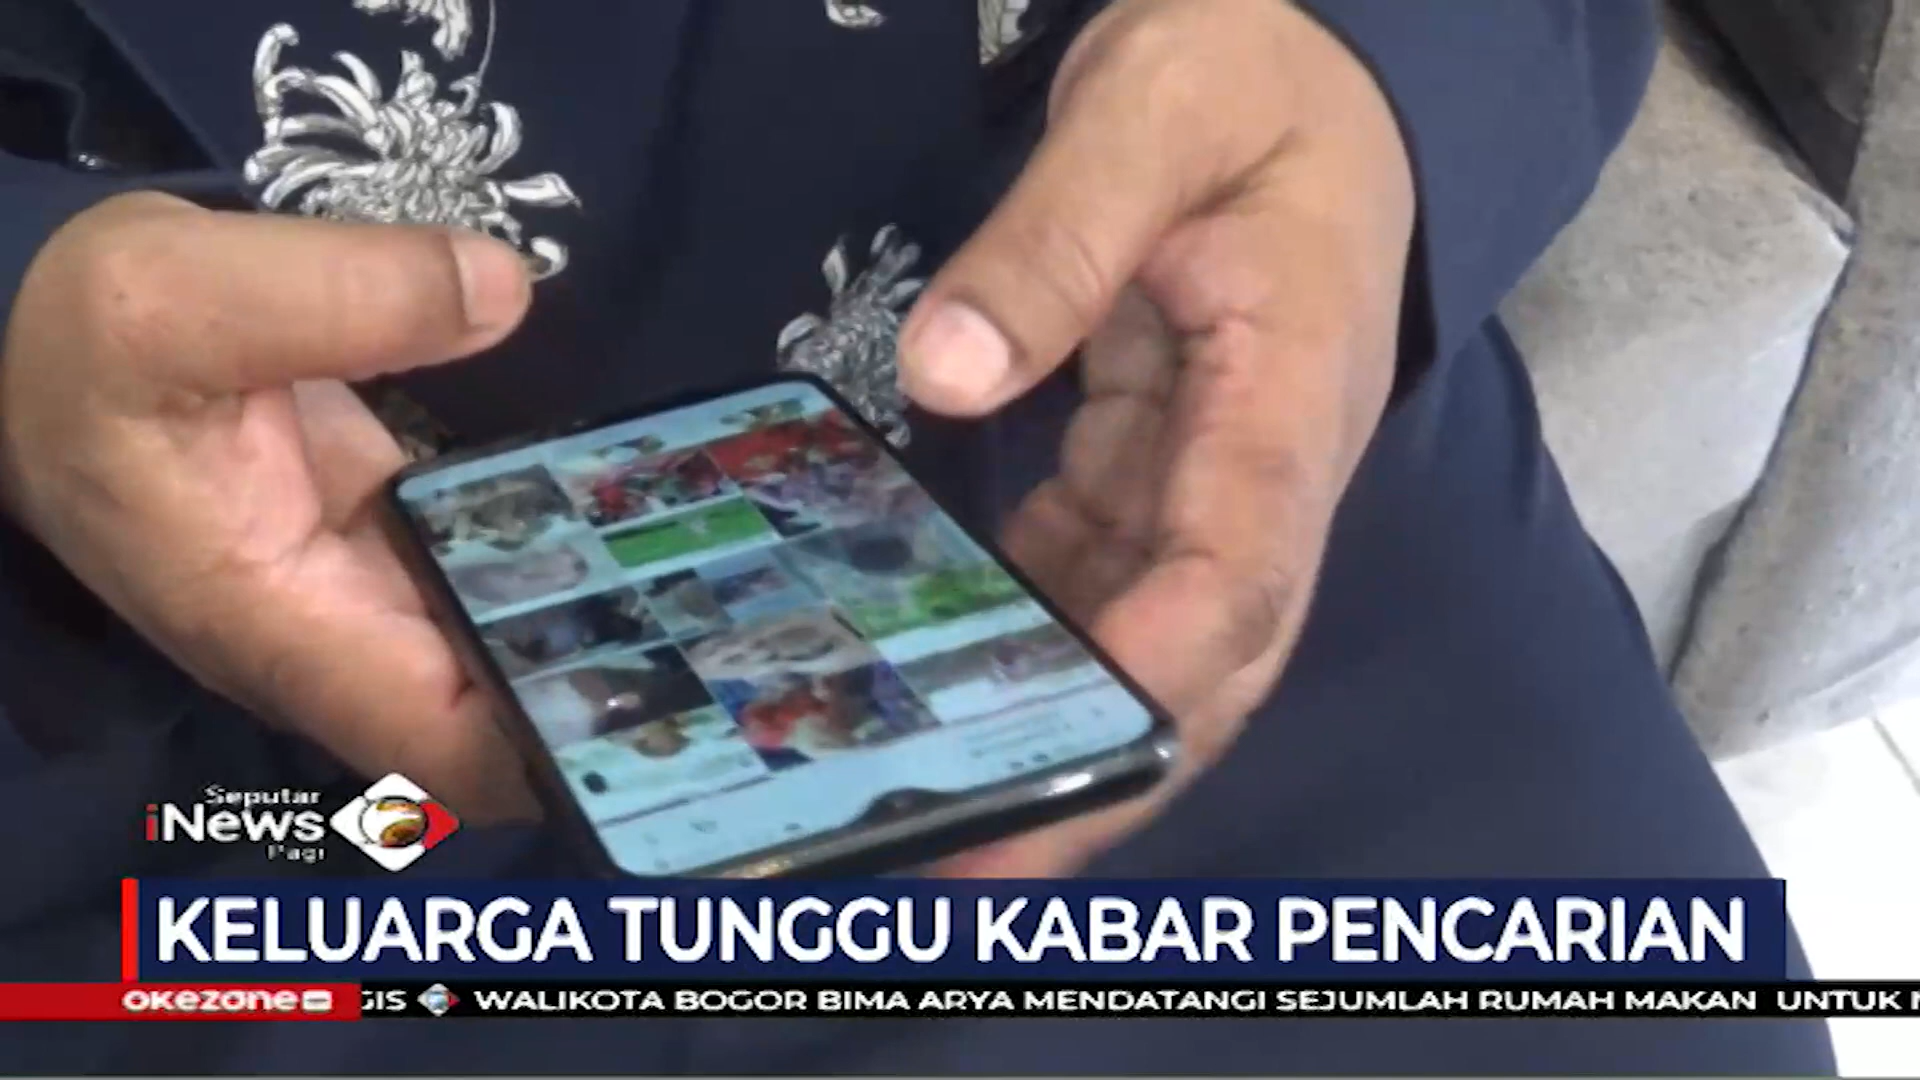 Seputar
iNews
Pagi
KELUARGA TUNGGU KABAR PENCARIAN
okezone GIS WALIKOTA BOGOR BIMA ARYA MENDATANGI SEJUMLAH RUMAH MAKAN UNTUK